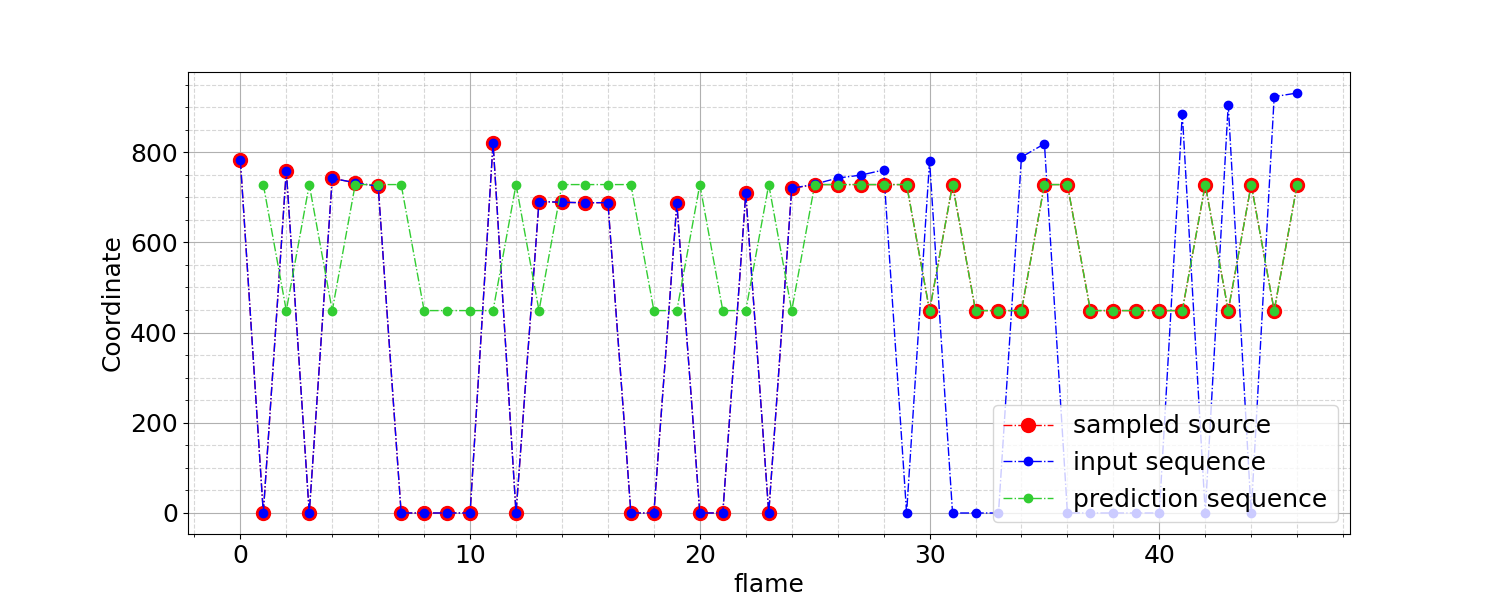 800
600
400
200
0
Coordinate
0 10 20 30 40
flame
sampled source
input sequence
prediction sequence